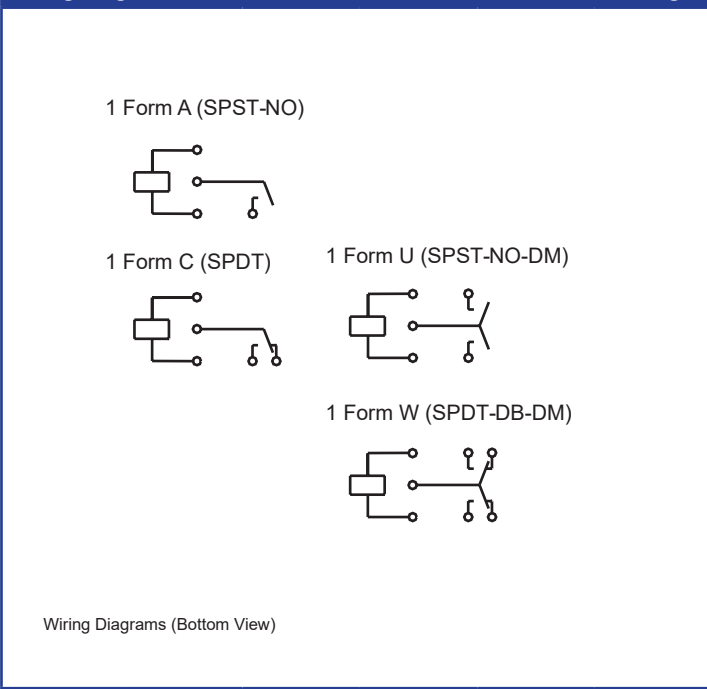 1 Form A (SPST-NO)
1 Form C (SPDT)
1 Form U (SPST-NO-DM)
1 Form W (SPDT-DB-DM)
Wiring Diagrams (Bottom View)